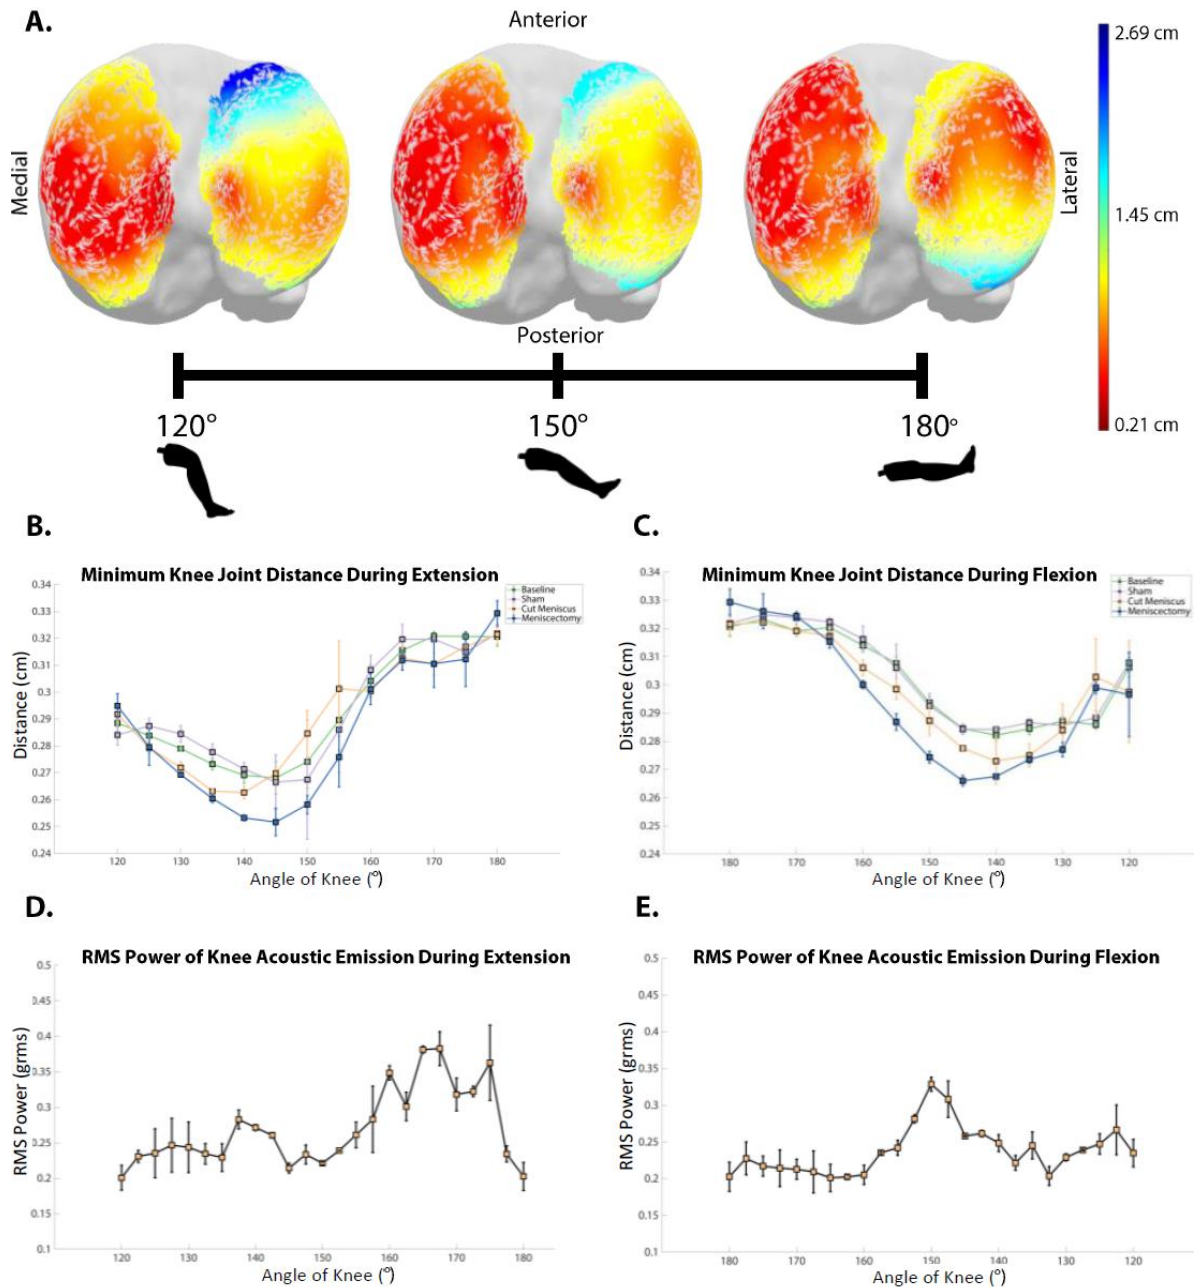 A.
Anterior
Medial
Lateral
Posterior
2.69 cm
1.45 cm
0.21 cm
120°
150°
180°
B.
Minimum Knee Joint Distance During Extension
Baseline
Sham
Cut Meniscus
Meniscectomy
Distance (cm)
0.34
0.33
0.32
0.31
0.3
0.29
0.28
0.27
0.26
0.25
0.24
120 130 140 150 160 170 180 190
Angle of Knee (°)
C.
Minimum Knee Joint Distance During Flexion
Baseline
Sham
Cut Meniscus
Meniscectomy
Distance (cm)
0.34
0.33
0.32
0.31
0.3
0.29
0.28
0.27
0.26
0.25
0.24
180 170 160 150 140 130 120
Angle of Knee (°)
D.
RMS Power of Knee Acoustic Emission During Extension
RMS Power (grms)
0.5
0.45
0.4
0.35
0.3
0.25
0.2
0.15
0.1
120 130 140 150 160 170 180
Angle of Knee (°)
E.
RMS Power of Knee Acoustic Emission During Flexion
RMS Power (grms)
0.5
0.45
0.4
0.35
0.3
0.25
0.2
0.15
0.1
180 170 160 150 140 130 120
Angle of Knee (°)